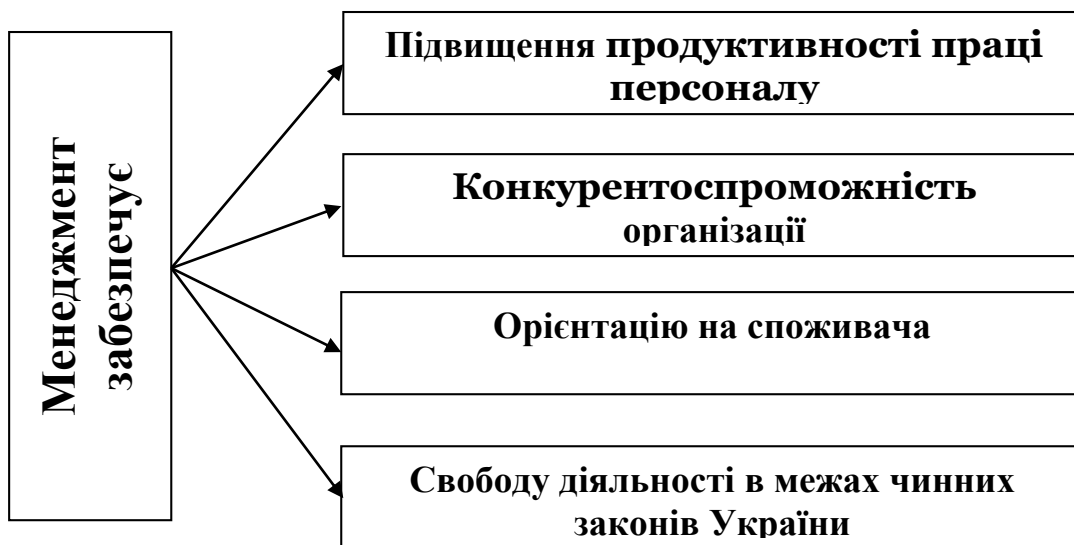 Менеджмент
забезпечує
Підвищення продуктивності праці
персоналу
Конкурентоспроможність
організації
Орієнтацію на споживача
Свободу діяльності в межах чинних
законів України